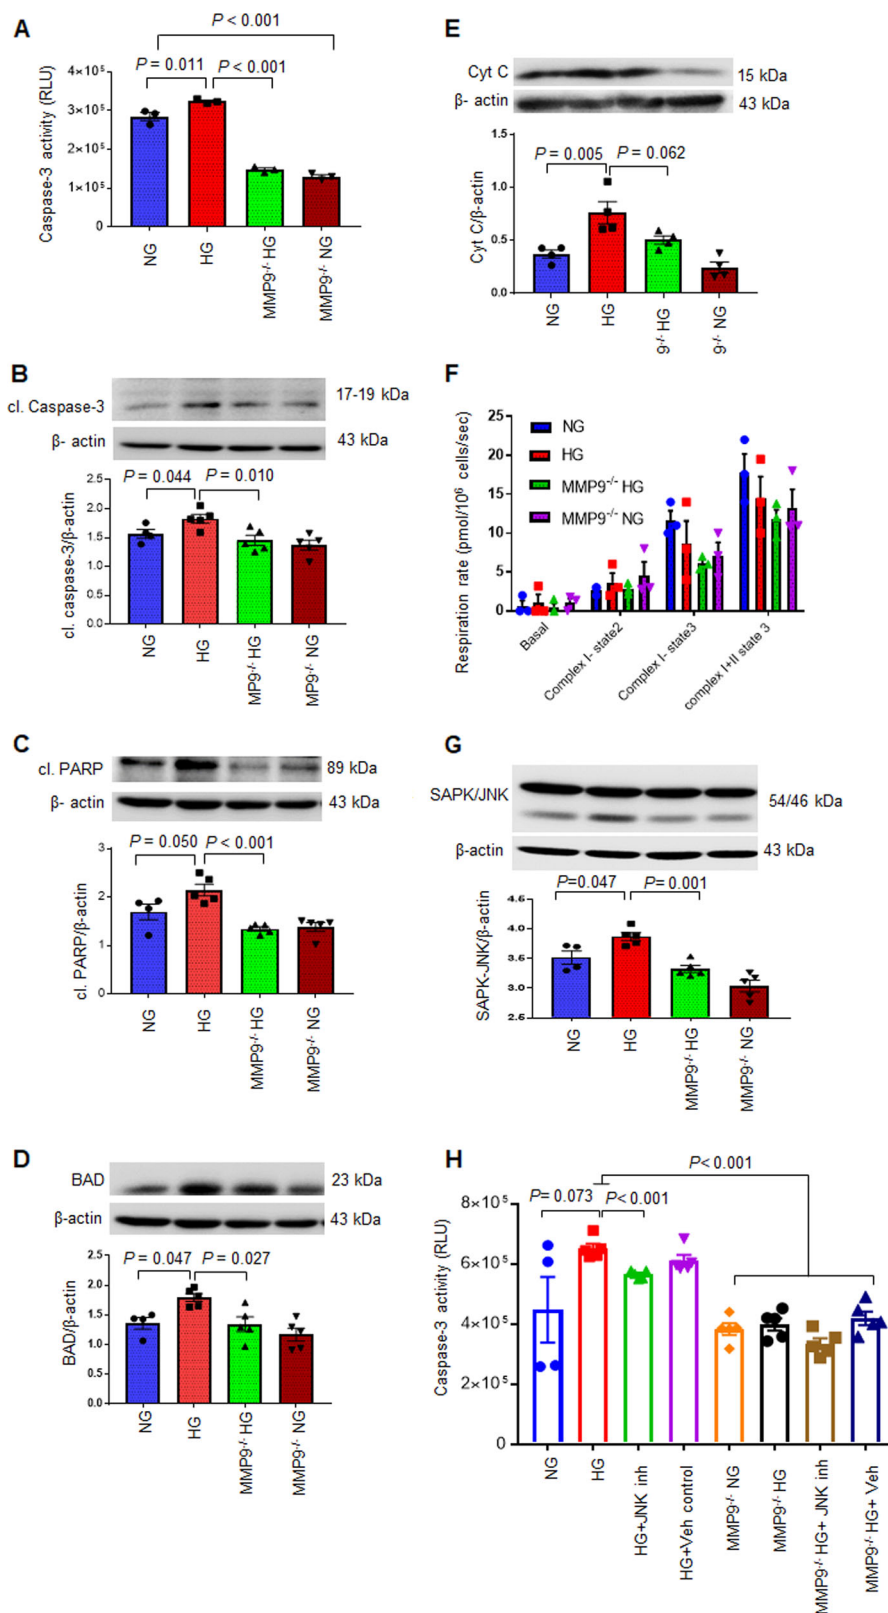 A
P < 0.001
P = 0.011 P < 0.001
Caspase-3 activity (RLU)
4×10⁵
3×10⁵
2×10⁵
1×10⁵
0
NG
HG
MMP9⁻/⁻ HG
MMP9⁻/⁻ NG
B
cl. Caspase-3
17-19 kDa
β- actin
43 kDa
P = 0.044 P = 0.010
cl. caspase-3/β-actin
2.5
2.0
1.5
1.0
0.5
0.0
NG
HG
MP9⁻/⁻ HG
MP9⁻/⁻ NG
C
cl. PARP
89 kDa
β- actin
43 kDa
P = 0.050 P < 0.001
cl. PARP/β-actin
3
2
1
0
NG
HG
MMP9⁻/⁻ HG
MMP9⁻/⁻ NG
D
BAD
23 kDa
β-actin
43 kDa
P = 0.047 P = 0.027
BAD/β-actin
2.5
2.0
1.5
1.0
0.5
0.0
NG
HG
MMP9⁻/⁻ HG
MMP9⁻/⁻ NG
E
Cyt C
15 kDa
β- actin
43 kDa
P = 0.005 P = 0.062
Cyt C/β-actin
1.5
1.0
0.5
0.0
NG
HG
9⁻/⁻ HG
9⁻/⁻ NG
F
Respiration rate (pmol/10⁶ cells/sec)
25
20
15
10
5
0
NG
HG
MMP9⁻/⁻ HG
MMP9⁻/⁻ NG
Basal
Complex I- state2
Complex I- state3
complex I+II state 3
G
SAPK/JNK
54/46 kDa
β-actin
43 kDa
P=0.047 P = 0.001
SAPK-JNK/β-actin
4.6
4.0
3.6
3.0
2.6
NG
HG
MMP9⁻/⁻ HG
MMP9⁻/⁻ NG
H
P< 0.001
P= 0.073 P< 0.001
Caspase-3 activity (RLU)
8×10⁵
6×10⁵
4×10⁵
2×10⁵
0
NG
HG
HG+JNK inh
HG+Veh control
MMP9⁻/⁻ NG
MMP9⁻/⁻ HG
MMP9⁻/⁻ HG+ JNK inh
MMP9⁻/⁻ HG+ Veh